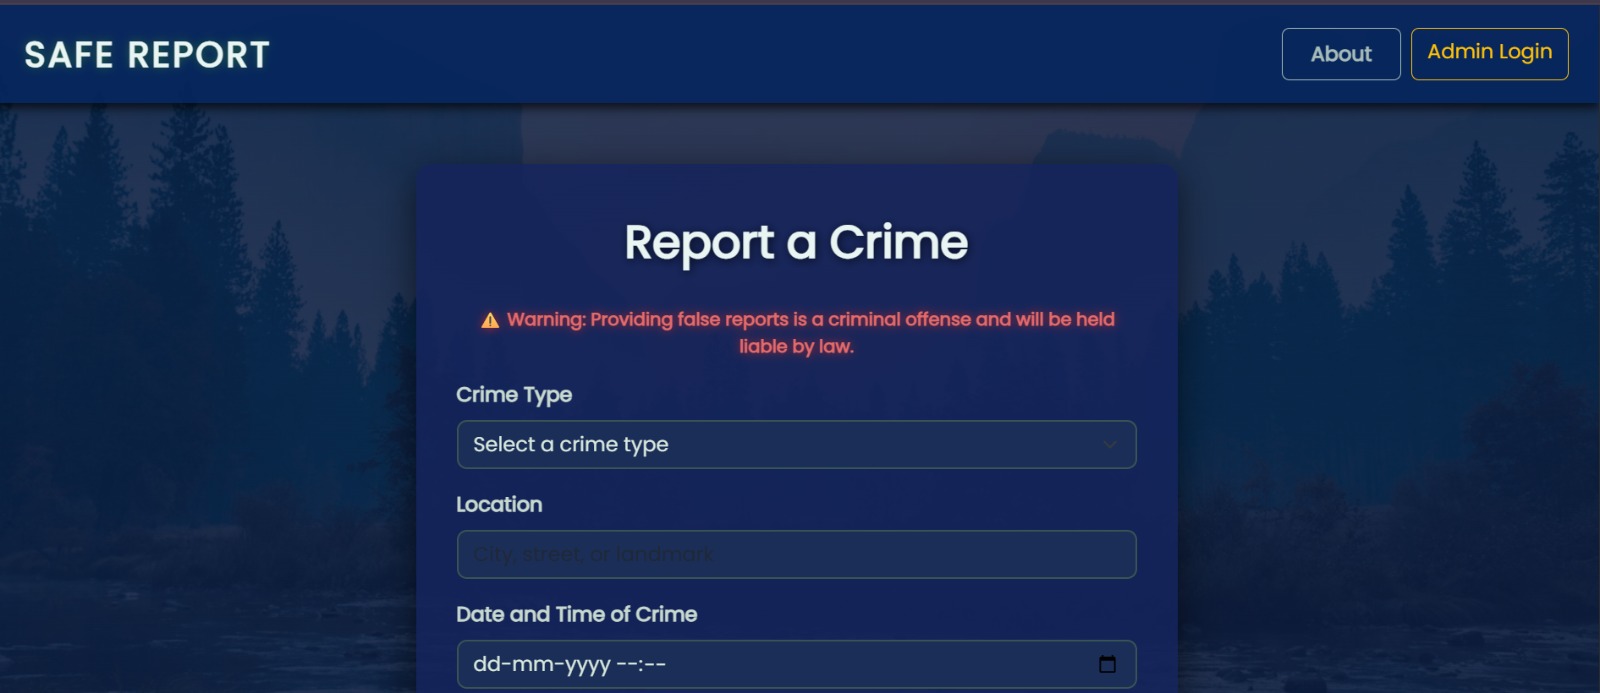 SAFE REPORT
About
Admin Login
Report a Crime
⚠ Warning: Providing false reports is a criminal offense and will be held
liable by law.
Crime Type
Select a crime type
Location
City, street, or landmark
Date and Time of Crime
dd-mm-yyyy --:--